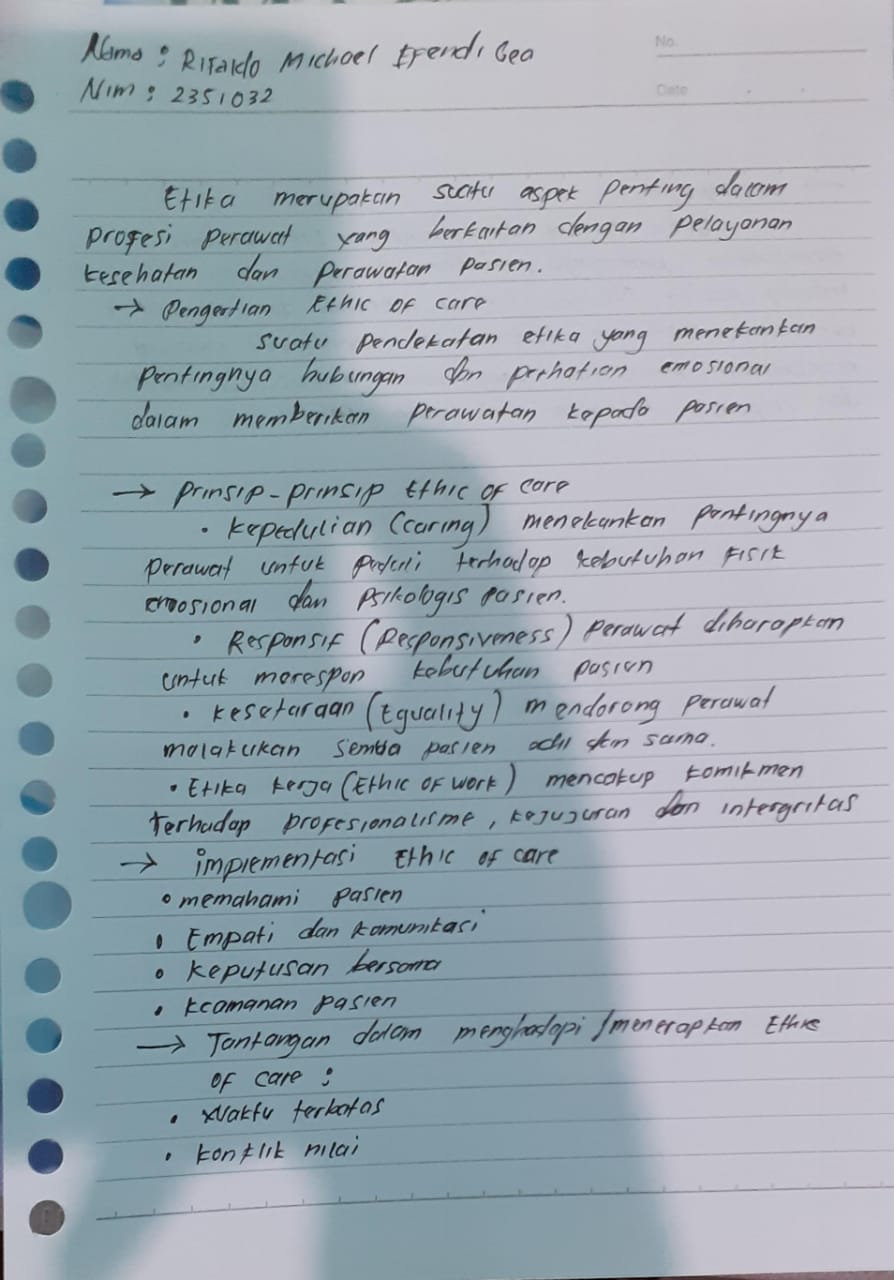 Nama : Rifaldo Michael Efendi Gea
No.
Nim : 2351032
Date
Etika merupakan suatu aspek penting dalam
profesi perawat yang berkaitan dengan pelayanan
kesehatan dan perawatan pasien.
→ Pengertian Ethic of care
suatu pendekatan etika yang menekankan
pentingnya hubungan dan perhatian emosional
dalam memberikan perawatan kepada pasien
→ Prinsip-prinsip Ethic of care
• Kepedulian (caring) menekankan pentingnya
perawat untuk peduli terhadap kebutuhan fisik
emosional dan psikologis pasien.
• Responsif (Responsiveness) perawat diharapkan
untuk merespon kebutuhan pasien
• Kesetaraan (Equality) mendorong perawat
melakukan semua pasien adil dan sama.
• Etika kerja (Ethic of work) mencakup komikmen
terhadap profesionalisme, kejujuran dan intergritas
→ implementasi Ethic of care
• memahami pasien
• Empati dan komunikasi
• Keputusan bersama
• keamanan pasien
→ Tantangan dalam menghadapi /menerapkan Ethic
of care :
• Waktu terbatas
• konflik nilai